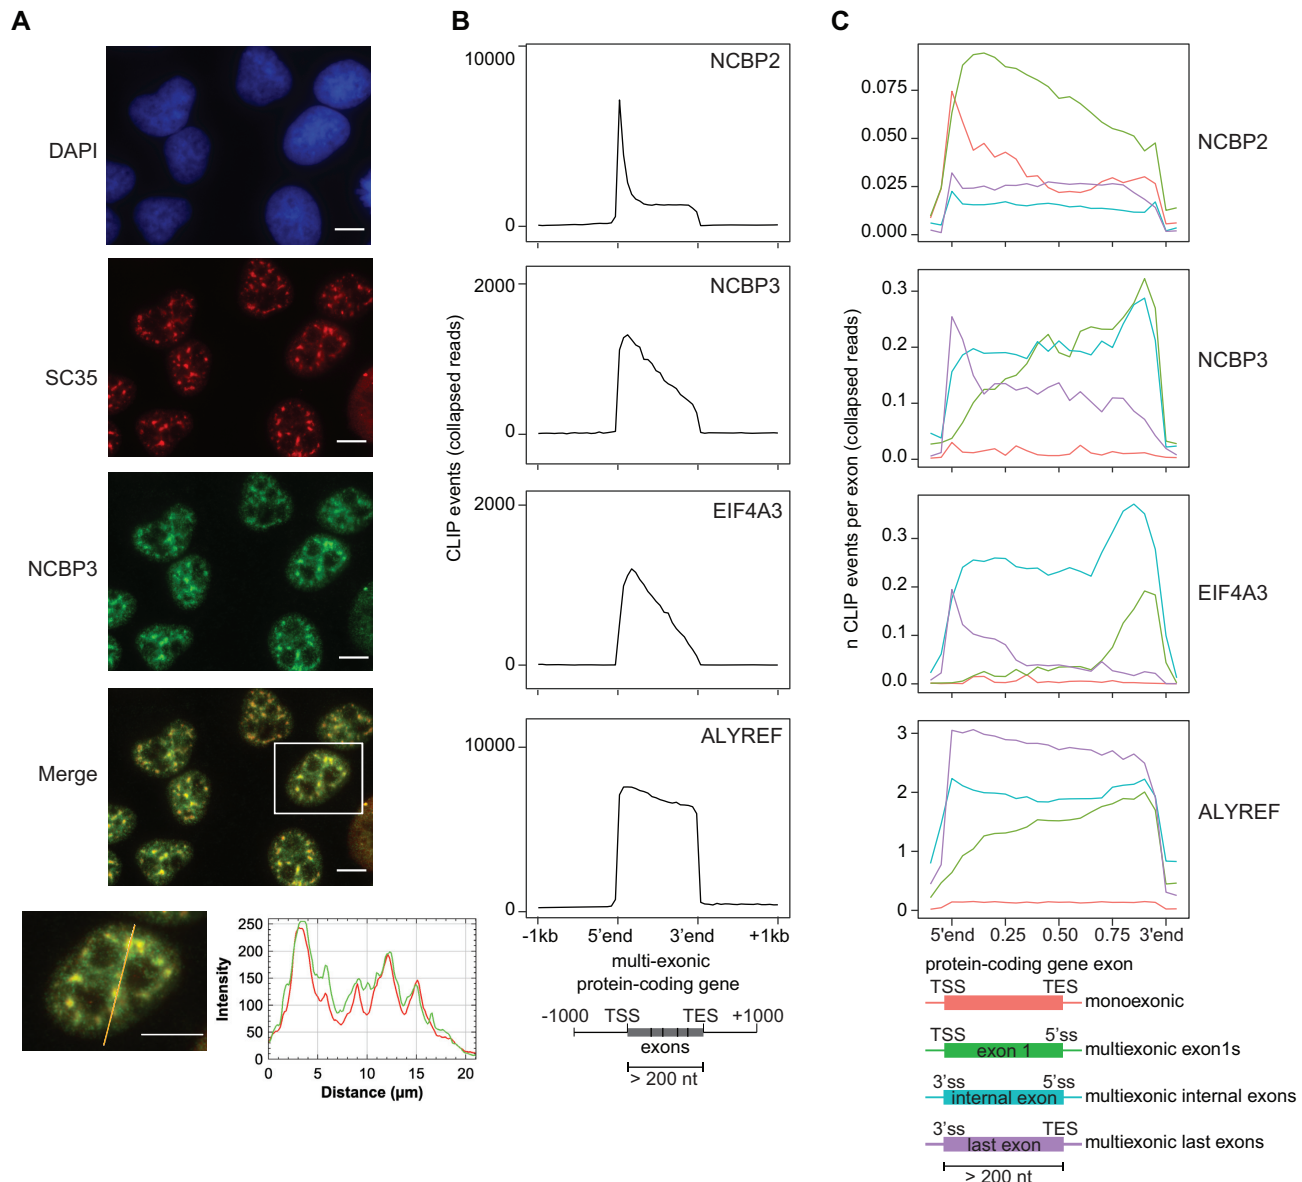 A
B
C
DAPI
SC35
NCBP3
Merge
250
200
150
100
50
0
Intensity
0 5 10 15 20
Distance (µm)
CLIP events (collapsed reads)
10000
0
NCBP2
2000
0
NCBP3
2000
0
EIF4A3
10000
0
ALYREF
-1kb 5'end 3'end +1kb
multi-exonic
protein-coding gene
-1000 TSS TES +1000
exons
> 200 nt
n CLIP events per exon (collapsed reads)
0.075
0.050
0.025
0.000
NCBP2
0.3
0.2
0.1
0.0
NCBP3
0.3
0.2
0.1
0.0
EIF4A3
3
2
1
0
ALYREF
5'end 0.25 0.50 0.75 3'end
protein-coding gene exon
TSS TES
monoexonic
TSS 5'ss
exon 1
multiexonic exon1s
3'ss 5'ss
internal exon
multiexonic internal exons
3'ss TES
last exon
multiexonic last exons
> 200 nt